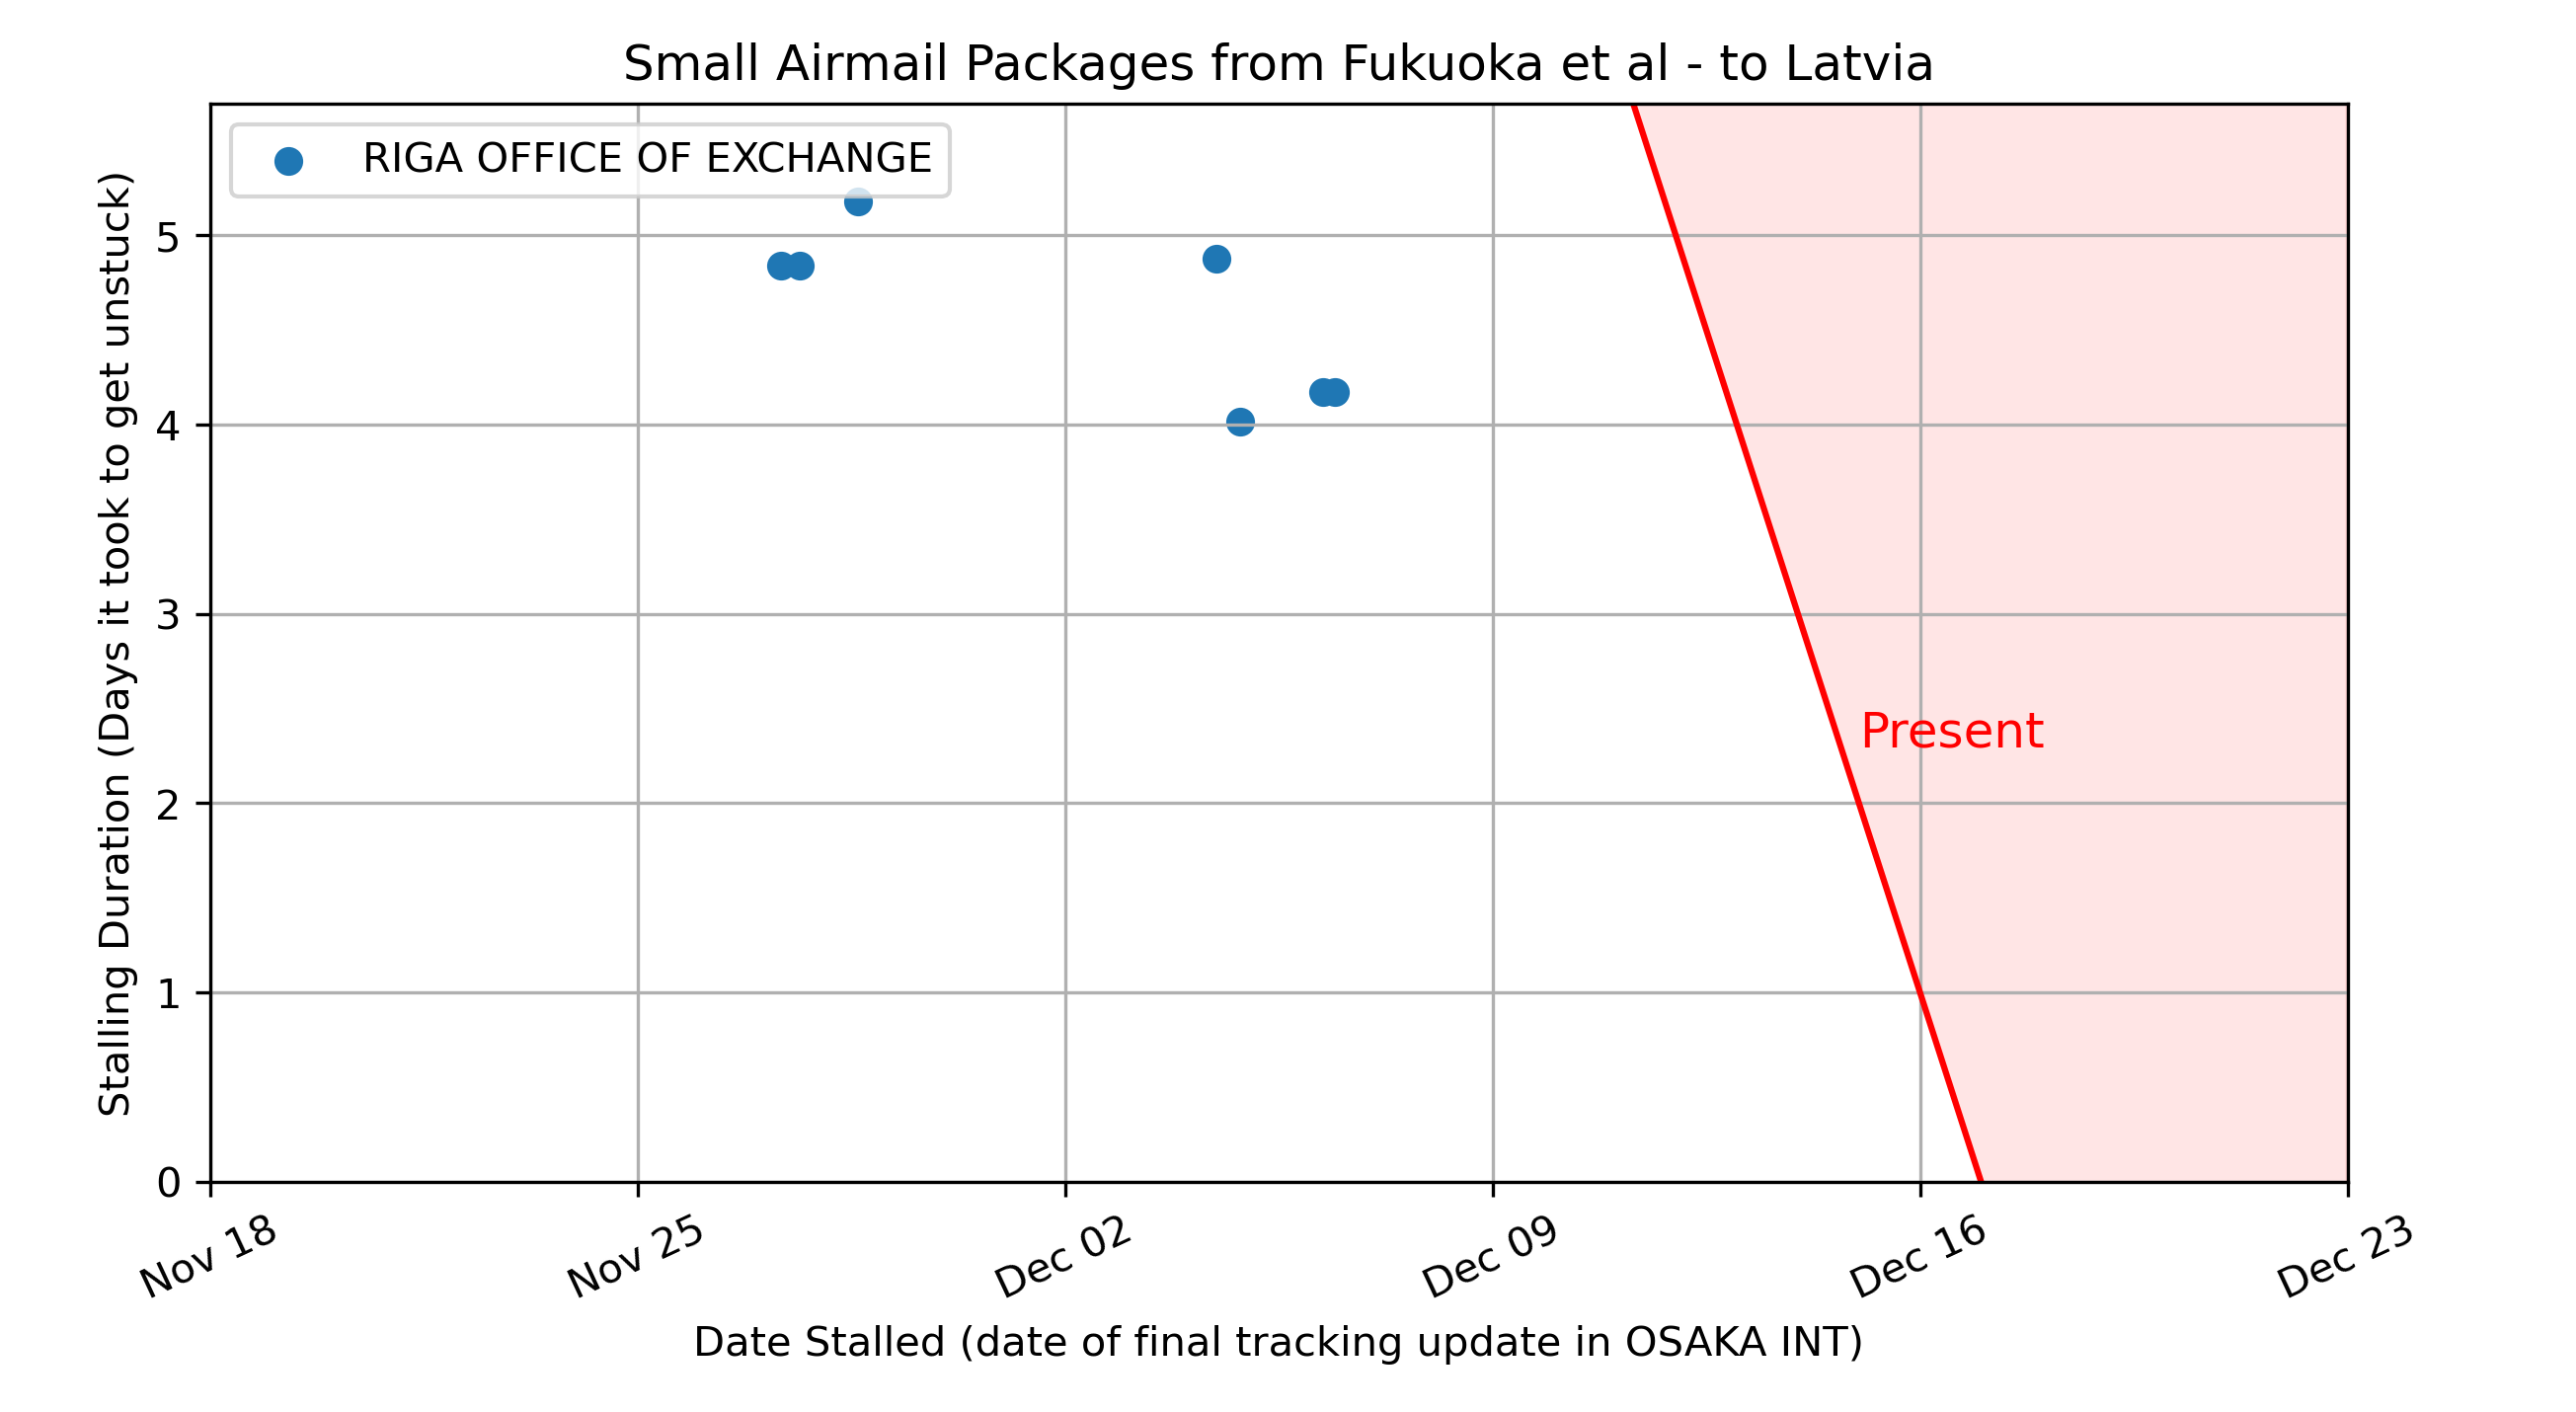 Small Airmail Packages from Fukuoka et al - to Latvia
RIGA OFFICE OF EXCHANGE
Stalling Duration (Days it took to get unstuck)
5
4
3
2
1
0
Present
Nov 18
Nov 25
Dec 02
Dec 09
Dec 16
Dec 23
Date Stalled (date of final tracking update in OSAKA INT)